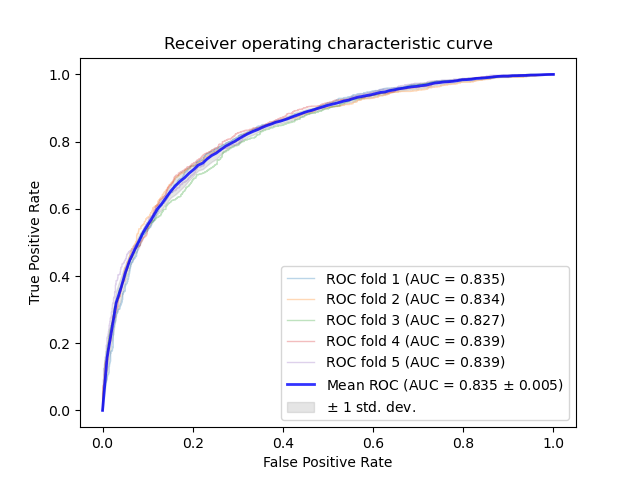 Receiver operating characteristic curve
True Positive Rate
1.0
0.8
0.6
0.4
0.2
0.0
ROC fold 1 (AUC = 0.835)
ROC fold 2 (AUC = 0.834)
ROC fold 3 (AUC = 0.827)
ROC fold 4 (AUC = 0.839)
ROC fold 5 (AUC = 0.839)
Mean ROC (AUC = 0.835 ± 0.005)
± 1 std. dev.
0.0 0.2 0.4 0.6 0.8 1.0
False Positive Rate